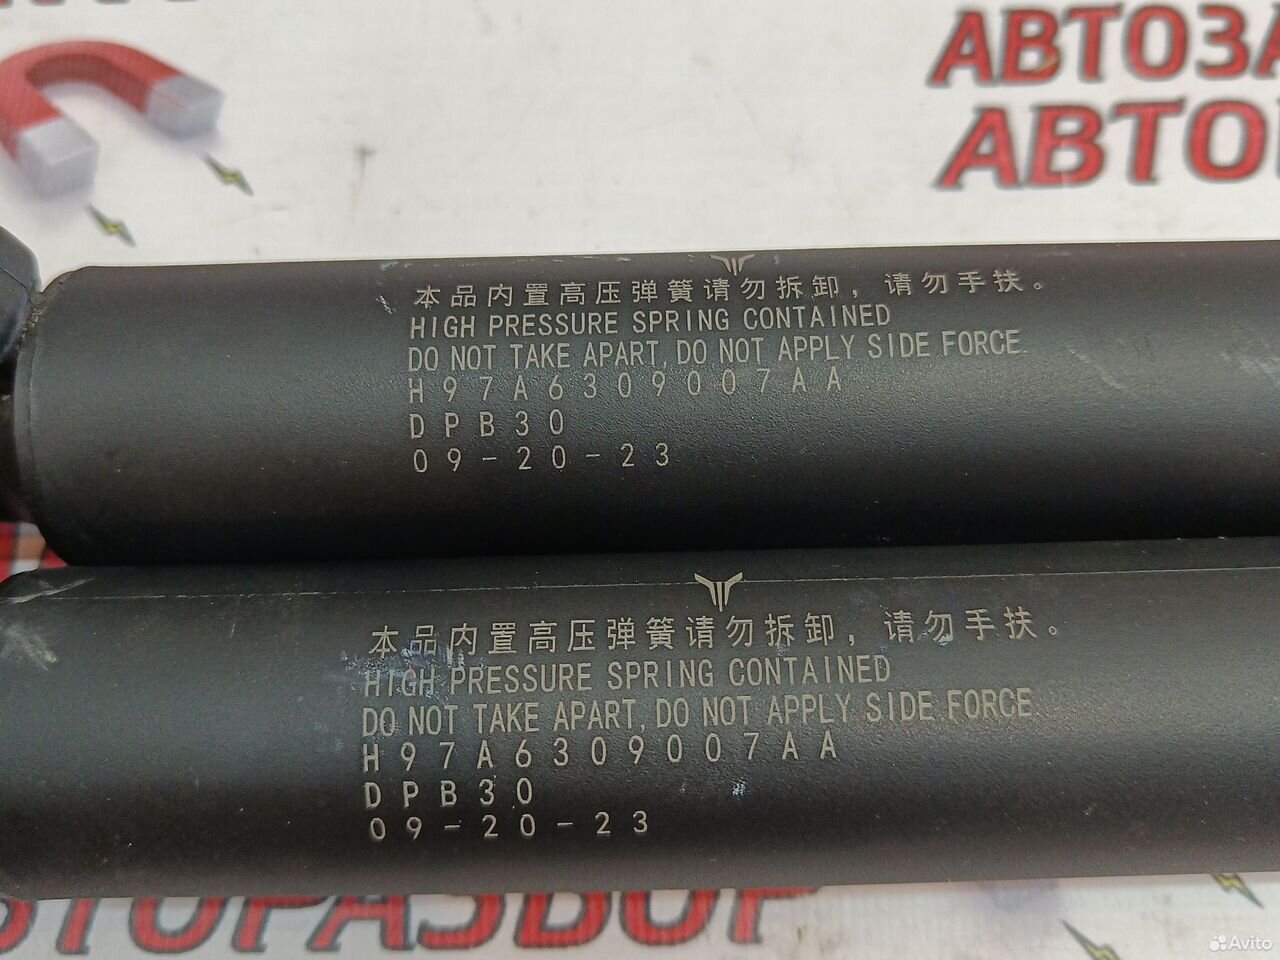 АВТОЗА
АВТО
本品内置高压弹簧请勿拆卸，请勿手扶。
HIGH PRESSURE SPRING CONTAINED
DO NOT TAKE APART,DO NOT APPLY SIDE FORCE
H97A6309007AA
DPB30
09-20-23
本品内置高压弹簧请勿拆卸，请勿手扶。
HIGH PRESSURE SPRING CONTAINED
DO NOT TAKE APART,DO NOT APPLY SIDE FORCE
H97A6309007AA
DPB30
09-20-23
АВТОРАЗБОР
Avito